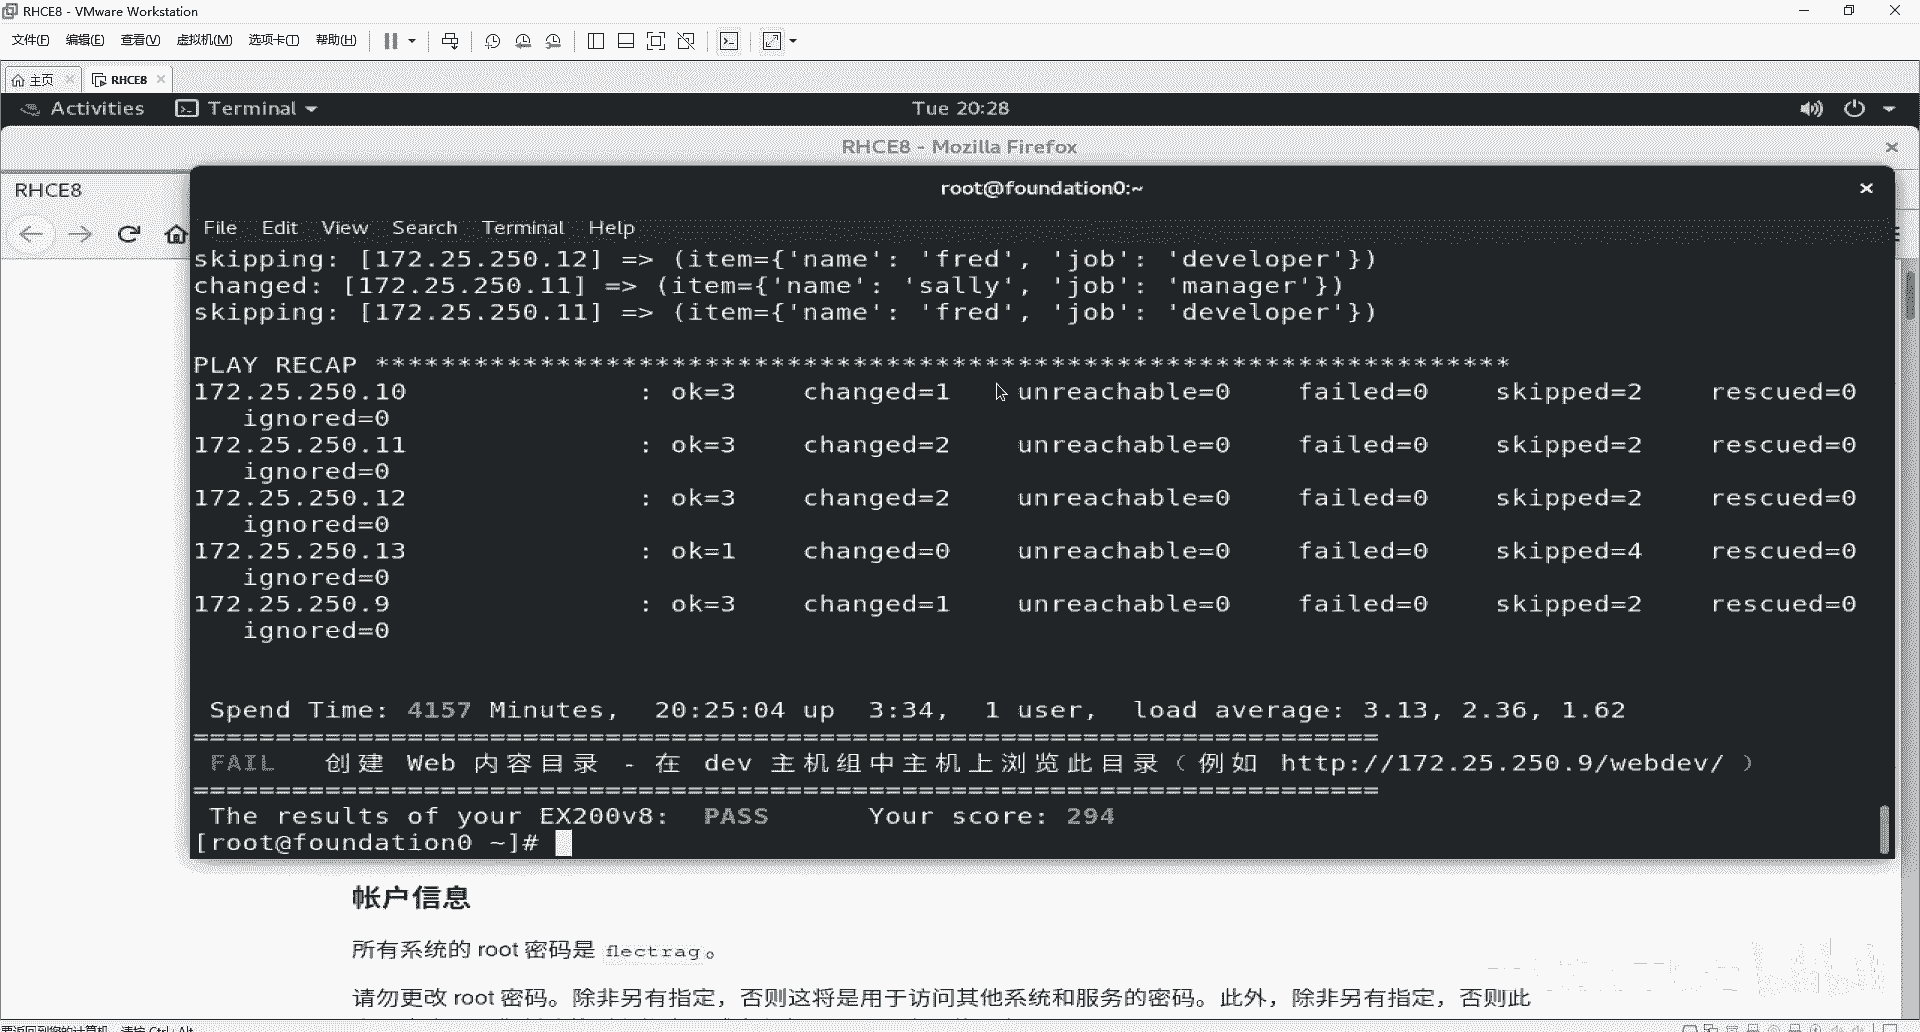 RHCE8 - VMware Workstation
文件(F) 编辑(E) 查看(V) 虚拟机(M) 选项卡(T) 帮助(H)
主页 RHCE8
Activities Terminal Tue 20:28
RHCE8 - Mozilla Firefox
RHCE8
root@foundation0:~
File Edit View Search Terminal Help
skipping: [172.25.250.12] => (item={'name': 'fred', 'job': 'developer'})
changed: [172.25.250.11] => (item={'name': 'sally', 'job': 'manager'})
skipping: [172.25.250.11] => (item={'name': 'fred', 'job': 'developer'})
PLAY RECAP *********************************************************************
172.25.250.10 : ok=3 changed=1 unreachable=0 failed=0 skipped=2 rescued=0
ignored=0
172.25.250.11 : ok=3 changed=2 unreachable=0 failed=0 skipped=2 rescued=0
ignored=0
172.25.250.12 : ok=3 changed=2 unreachable=0 failed=0 skipped=2 rescued=0
ignored=0
172.25.250.13 : ok=1 changed=0 unreachable=0 failed=0 skipped=4 rescued=0
ignored=0
172.25.250.9 : ok=3 changed=1 unreachable=0 failed=0 skipped=2 rescued=0
ignored=0
Spend Time: 4157 Minutes, 20:25:04 up 3:34, 1 user, load average: 3.13, 2.36, 1.62
========================================================================
FAIL 创建 Web 内容目录 - 在 dev 主机组中主机上浏览此目录（例如 http://172.25.250.9/webdev/ ）
========================================================================
The results of your EX200v8: PASS Your score: 294
[root@foundation0 ~]#
帐户信息
所有系统的 root 密码是 flectrag。
请勿更改 root 密码。除非另有指定，否则这将是用于访问其他系统和服务的密码。此外，除非另有指定，否则此